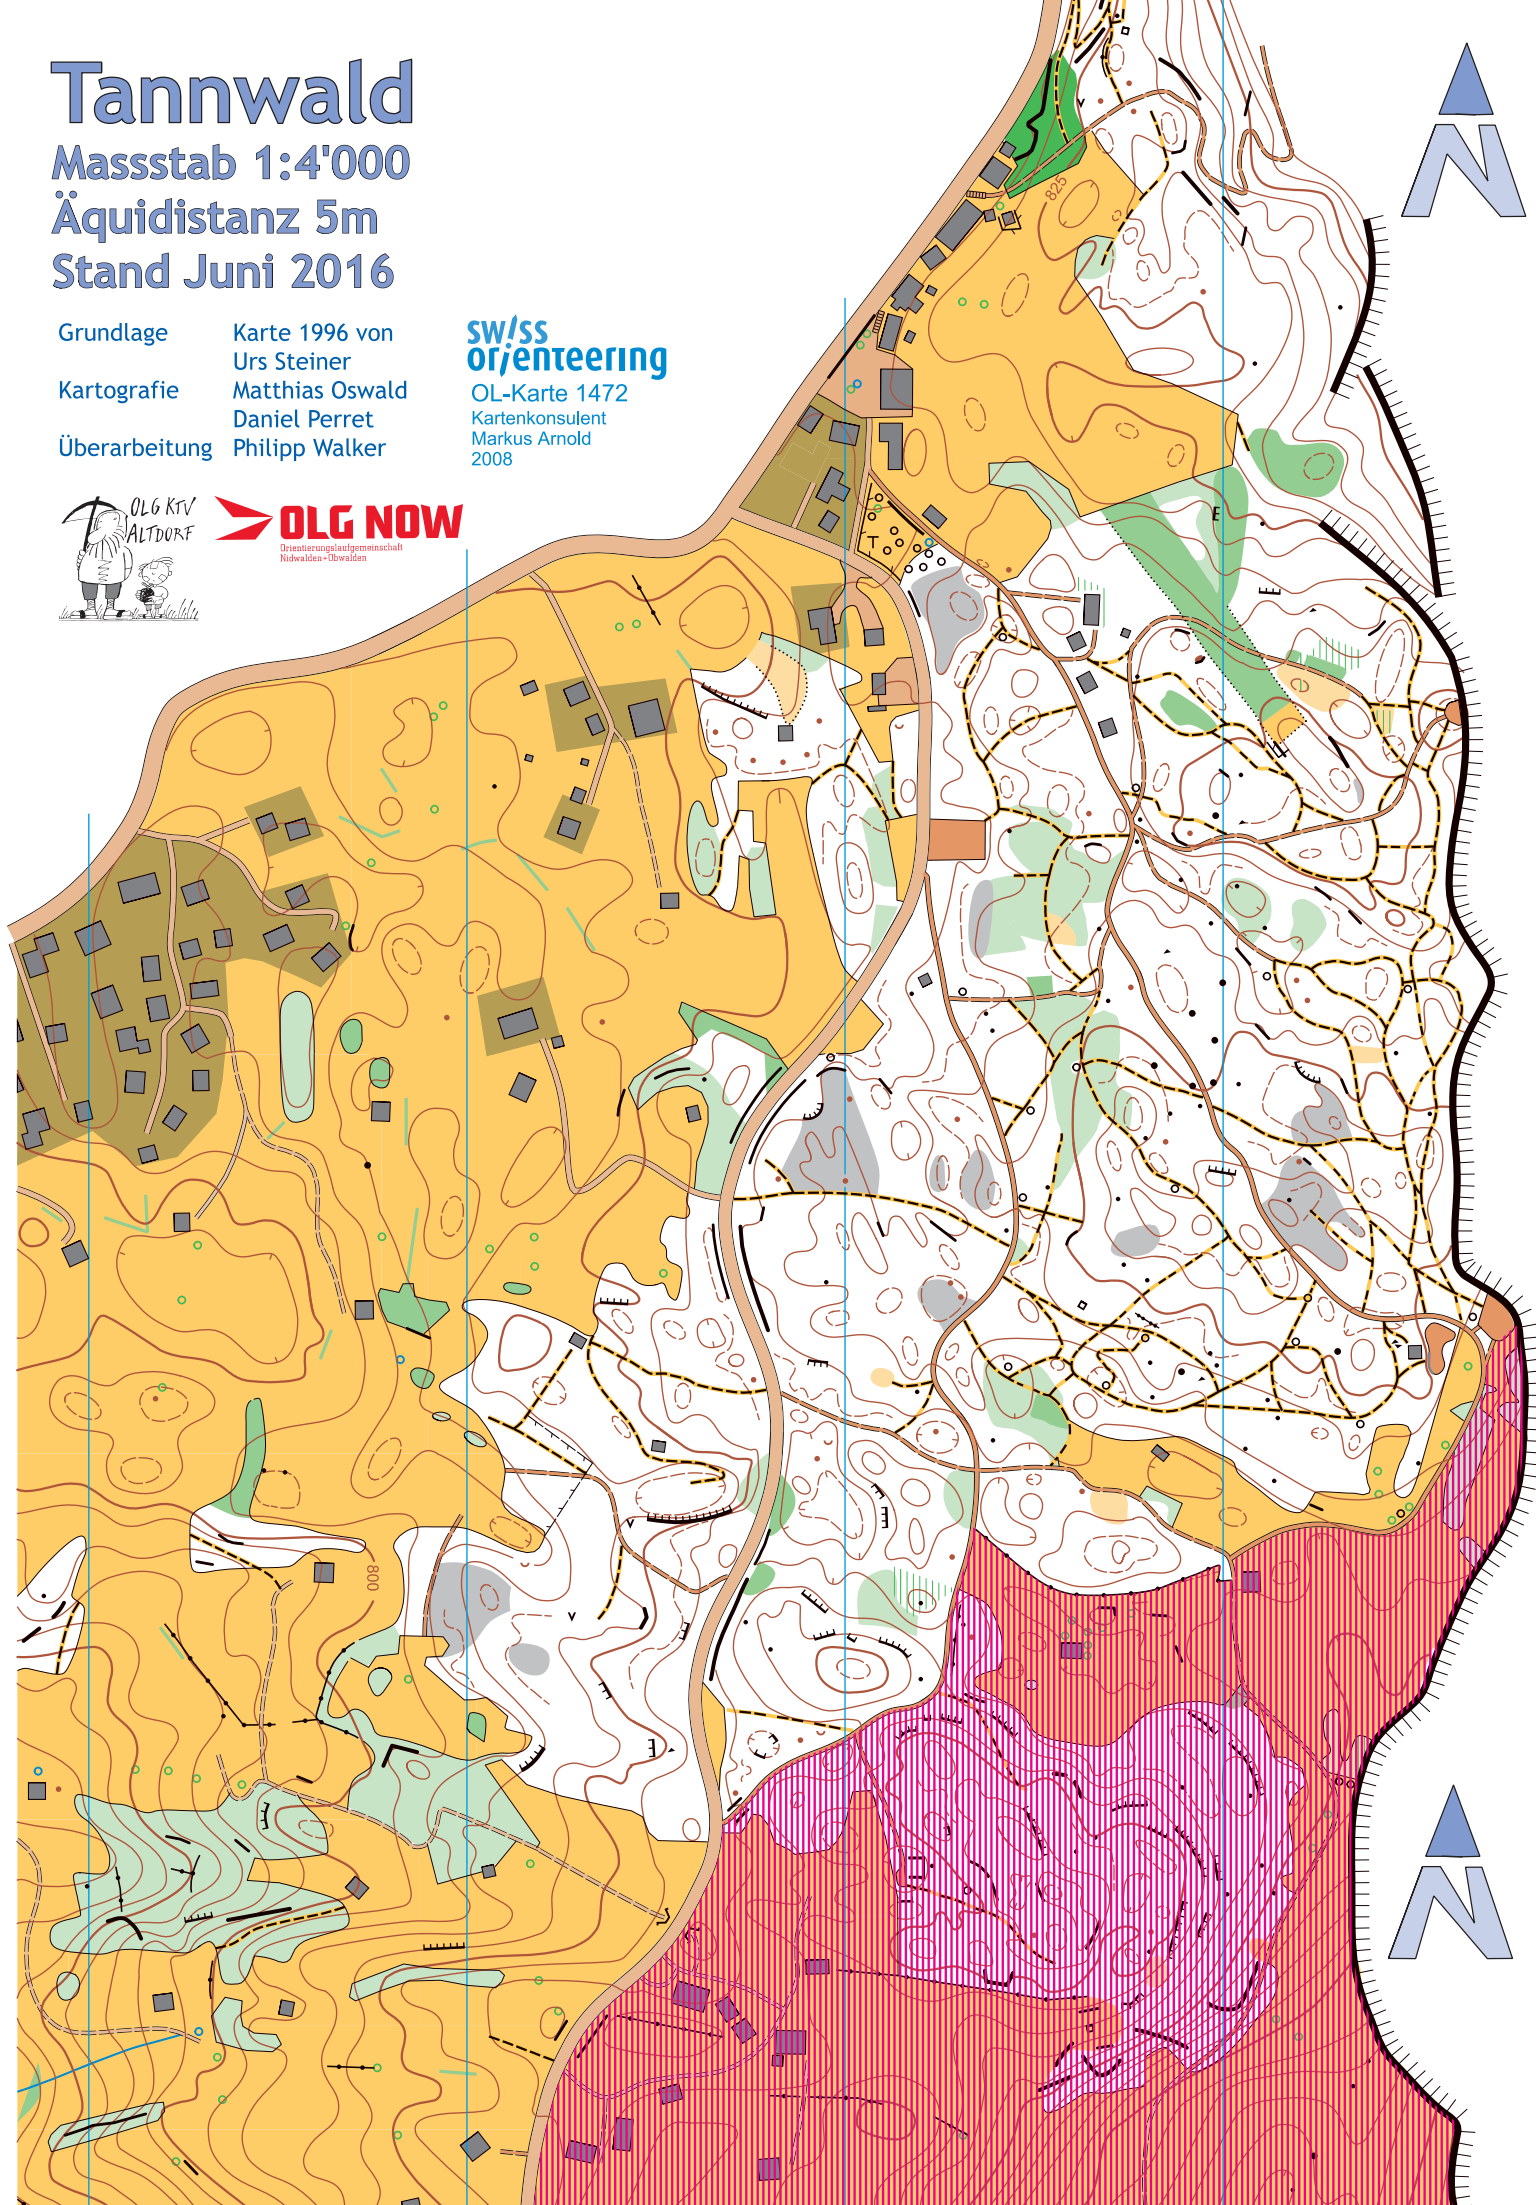 Tannwald
Massstab 1:4'000
Äquidistanz 5m
Stand Juni 2016
Grundlage Karte 1996 von
Urs Steiner
Kartografie Matthias Oswald
Daniel Perret
Überarbeitung Philipp Walker
swiss
orienteering
OL-Karte 1472
Kartenkonsulent
Markus Arnold
2008
OLG KTV
ALTDORF
OLG NOW
Orientierungslaufgemeinschaft
Nidwalden+Obwalden
N
825
800
N